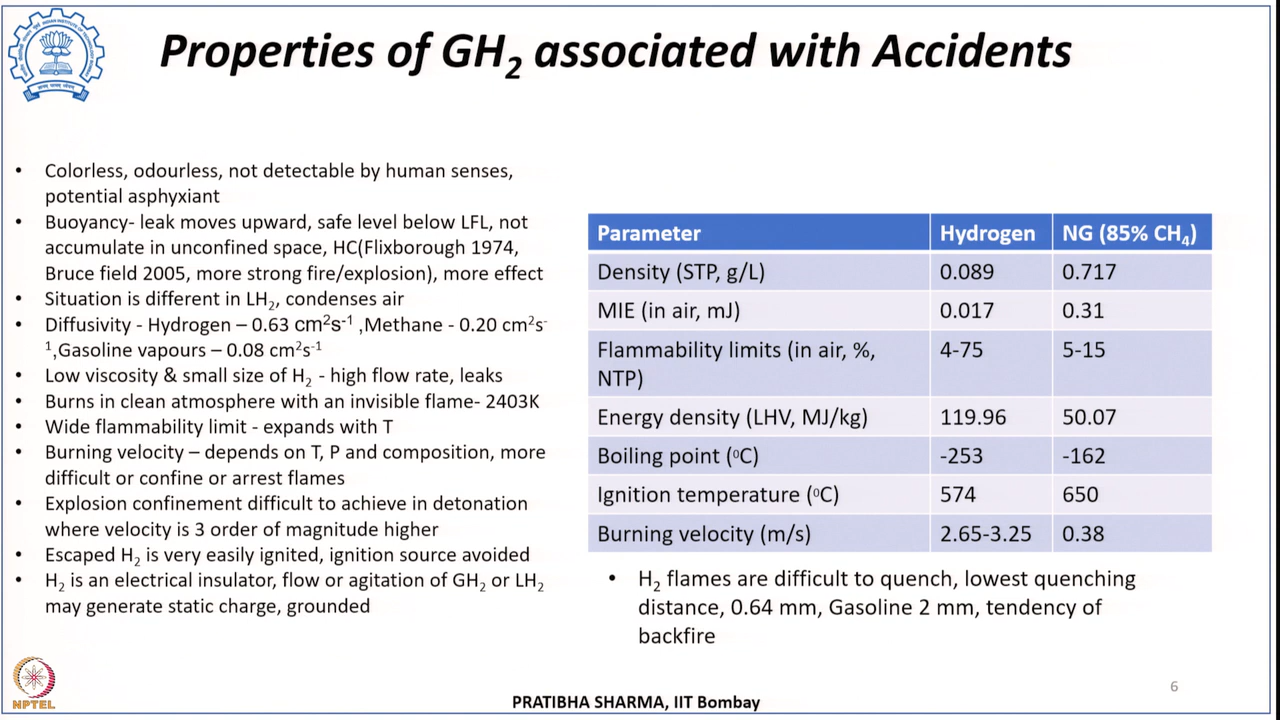 Properties of GH2 associated with Accidents
• Colorless, odourless, not detectable by human senses,
potential asphyxiant
• Buoyancy- leak moves upward, safe level below LFL, not
accumulate in unconfined space, HC(Flixborough 1974,
Bruce field 2005, more strong fire/explosion), more effect
• Situation is different in LH2, condenses air
• Diffusivity - Hydrogen – 0.63 cm²s⁻¹ ,Methane - 0.20 cm²s⁻
¹,Gasoline vapours – 0.08 cm²s⁻¹
• Low viscosity & small size of H2 - high flow rate, leaks
• Burns in clean atmosphere with an invisible flame- 2403K
• Wide flammability limit - expands with T
• Burning velocity – depends on T, P and composition, more
difficult or confine or arrest flames
• Explosion confinement difficult to achieve in detonation
where velocity is 3 order of magnitude higher
• Escaped H2 is very easily ignited, ignition source avoided
• H2 is an electrical insulator, flow or agitation of GH2 or LH2
may generate static charge, grounded
Parameter Hydrogen NG (85% CH4)
Density (STP, g/L) 0.089 0.717
MIE (in air, mJ) 0.017 0.31
Flammability limits (in air, %, 4-75 5-15
NTP)
Energy density (LHV, MJ/kg) 119.96 50.07
Boiling point (⁰C) -253 -162
Ignition temperature (⁰C) 574 650
Burning velocity (m/s) 2.65-3.25 0.38
• H2 flames are difficult to quench, lowest quenching
distance, 0.64 mm, Gasoline 2 mm, tendency of
backfire
6
NPTEL
PRATIBHA SHARMA, IIT Bombay